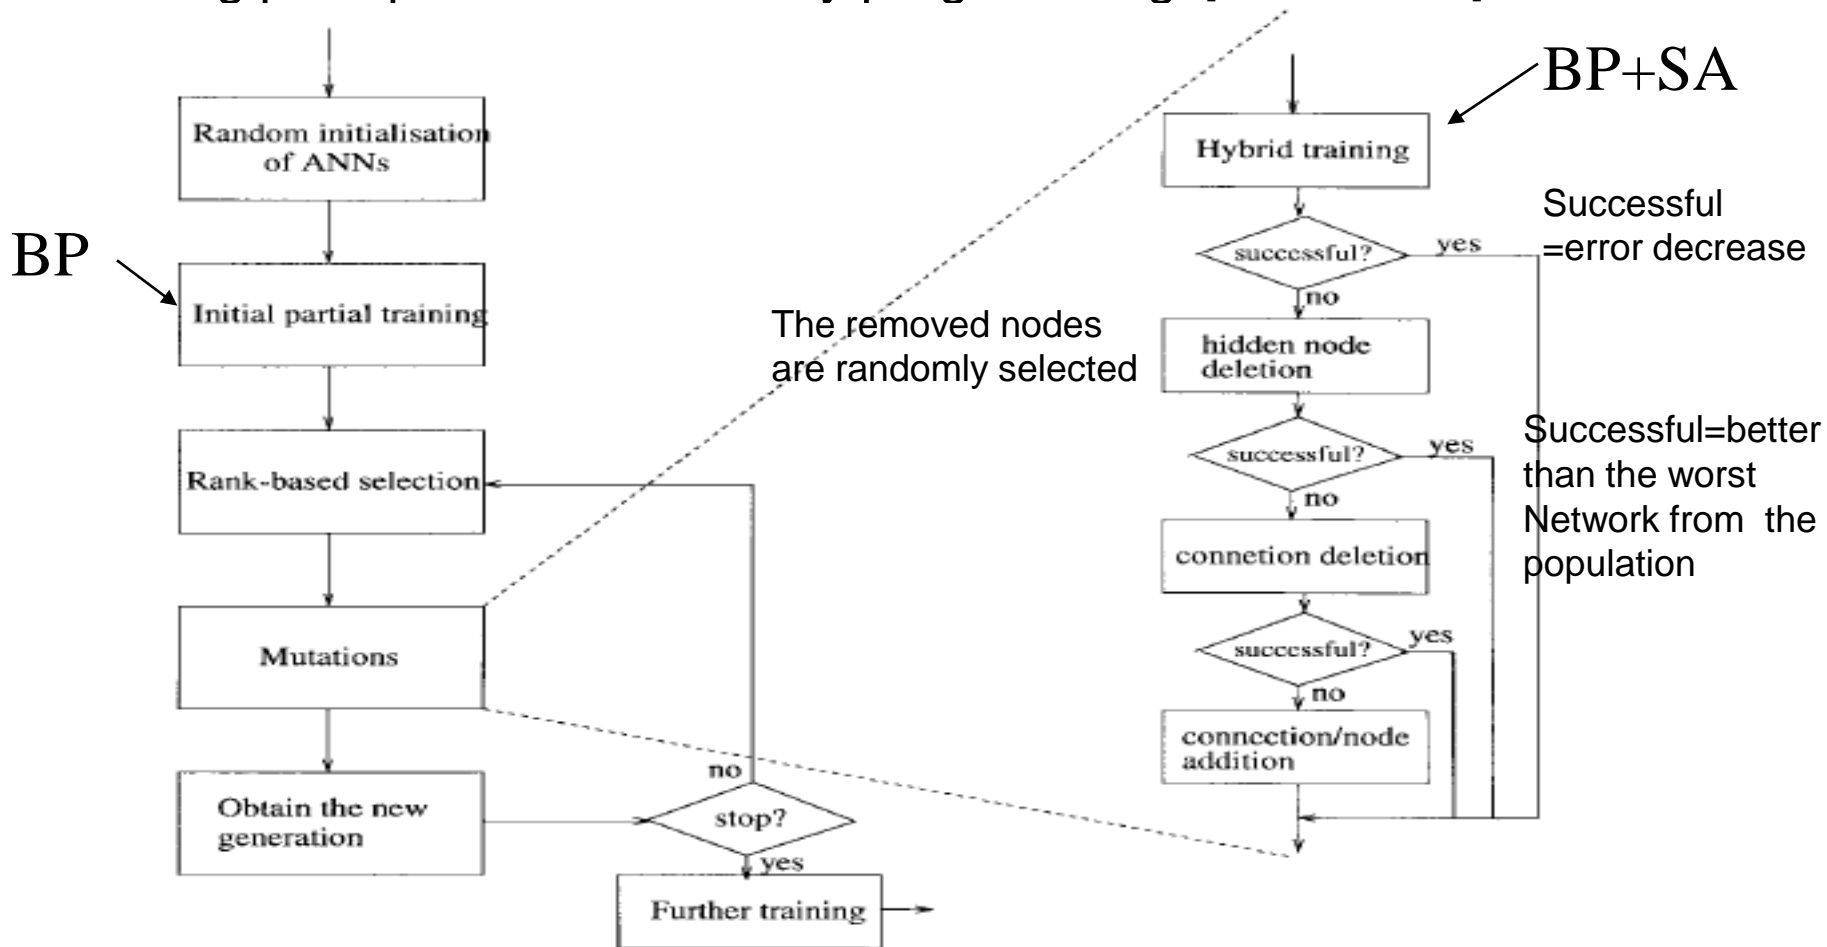 Random initialisation
of ANNs
BP
Initial partial training
Rank-based selection
Mutations
Obtain the new
generation
no
stop?
yes
Further training
The removed nodes
are randomly selected
BP+SA
Hybrid training
successful?
yes
no
Successful
=error decrease
hidden node
deletion
successful?
yes
no
Successful=better
than the worst
Network from the
population
connetion deletion
successful?
yes
no
connection/node
addition